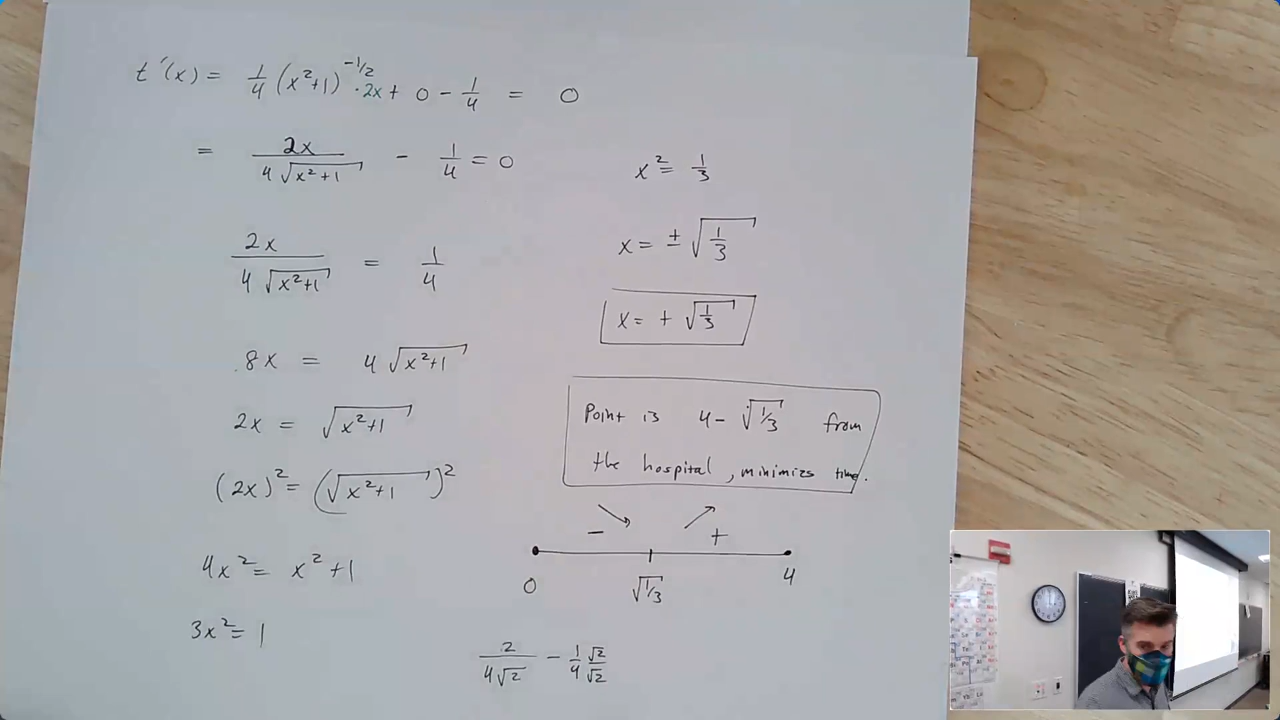 t'(x) = 1/4 (x²+1)^(-1/2) · 2x + 0 - 1/4 = 0
= 2x / 4√(x²+1) - 1/4 = 0
2x / 4√(x²+1) = 1/4
8x = 4√(x²+1)
2x = √(x²+1)
(2x)² = (√(x²+1))²
4x² = x²+1
3x² = 1
x² = 1/3
x = ± √(1/3)
x = + √(1/3)
Point is 4 - √(1/3) from
the hospital, minimizs time.
- +
0 √(1/3) 4
2 / 4√2 - 1/4 √2/√2